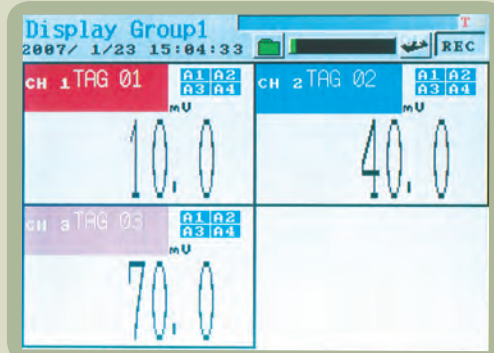 Display Group1
T
2007/ 1/23 15:04:33
REC
CH 1 TAG 01
A1 A2
A3 A4
mV
10.0
CH 2 TAG 02
A1 A2
A3 A4
mV
40.0
CH 3 TAG 03
A1 A2
A3 A4
mV
70.0